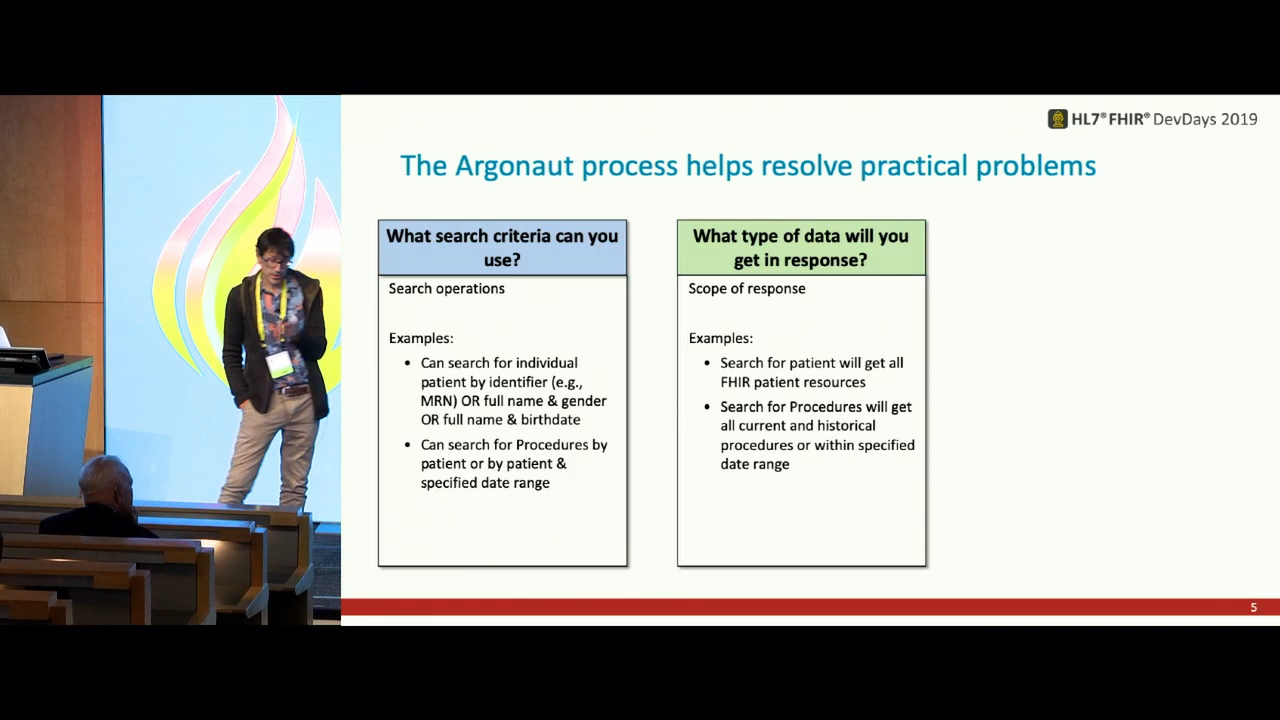 HL7® FHIR® DevDays 2019
The Argonaut process helps resolve practical problems
What search criteria can you
use?
Search operations
Examples:
• Can search for individual
patient by identifier (e.g.,
MRN) OR full name & gender
OR full name & birthdate
• Can search for Procedures by
patient or by patient &
specified date range
What type of data will you
get in response?
Scope of response
Examples:
• Search for patient will get all
FHIR patient resources
• Search for Procedures will get
all current and historical
procedures or within specified
date range
5